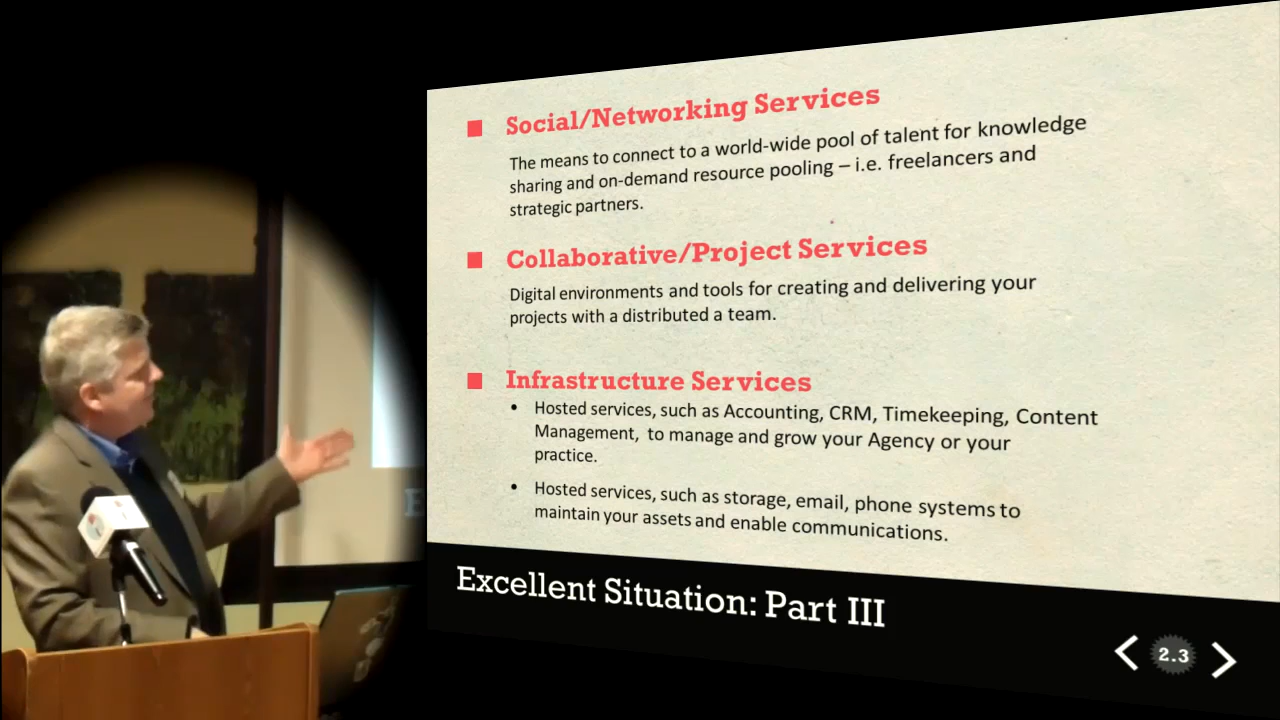 Social/Networking Services
The means to connect to a world-wide pool of talent for knowledge
sharing and on-demand resource pooling – i.e. freelancers and
strategic partners.
Collaborative/Project Services
Digital environments and tools for creating and delivering your
projects with a distributed a team.
Infrastructure Services
• Hosted services, such as Accounting, CRM, Timekeeping, Content
Management, to manage and grow your Agency or your
practice.
• Hosted services, such as storage, email, phone systems to
maintain your assets and enable communications.
Excellent Situation: Part III
2.3